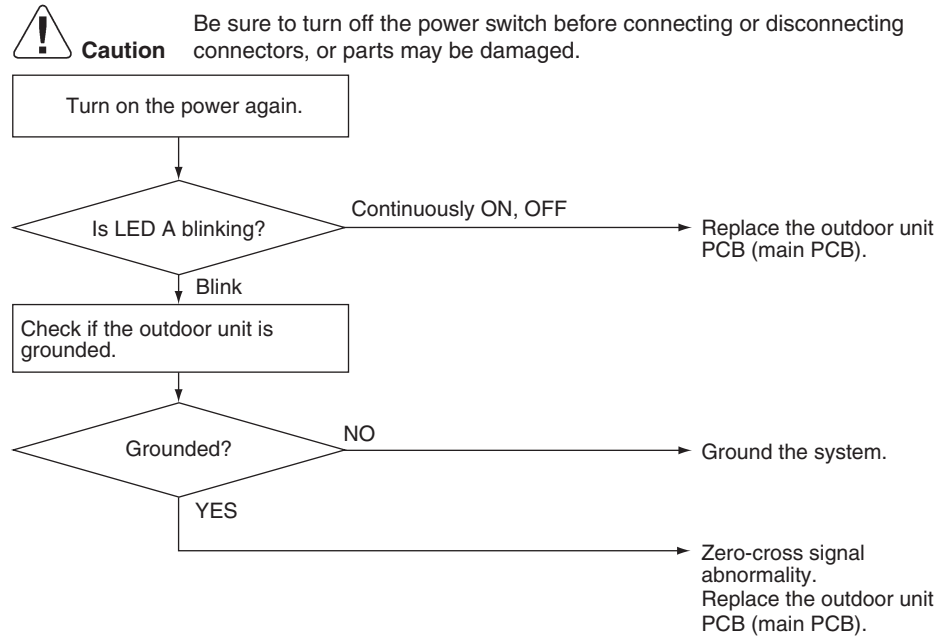 Be sure to turn off the power switch before connecting or disconnecting
Caution connectors, or parts may be damaged.
Turn on the power again.
Continuously ON, OFF
Is LED A blinking?
Replace the outdoor unit
PCB (main PCB).
Blink
Check if the outdoor unit is
grounded.
NO
Grounded?
Ground the system.
YES
Zero-cross signal
abnormality.
Replace the outdoor unit
PCB (main PCB).